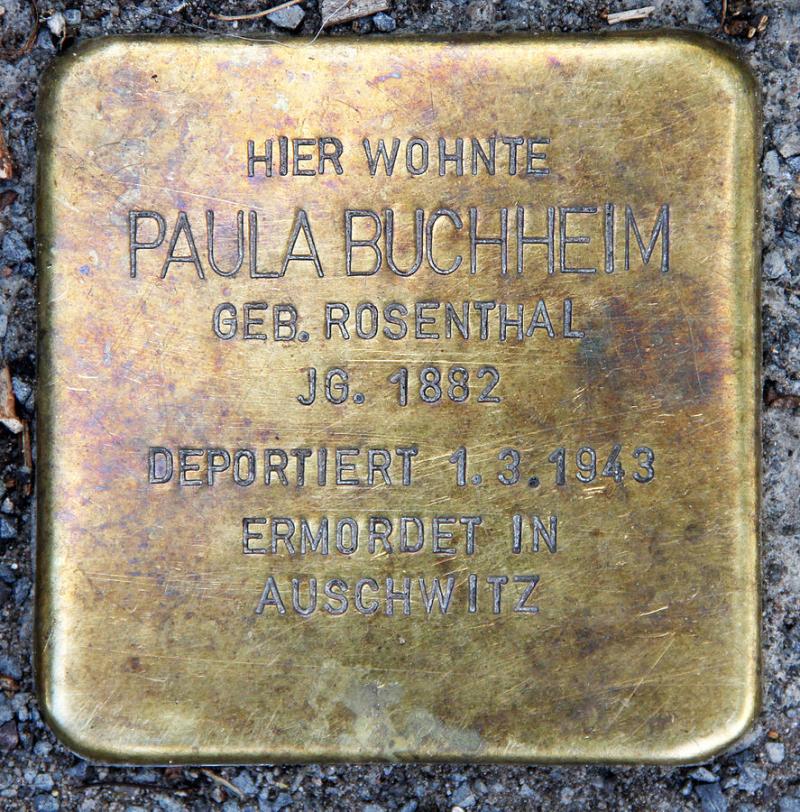 HIER WOHNTE
PAULA BUCHHEIM
GEB. ROSENTHAL
JG. 1882
DEPORTIERT 1.3.1943
ERMORDET IN
AUSCHWITZ